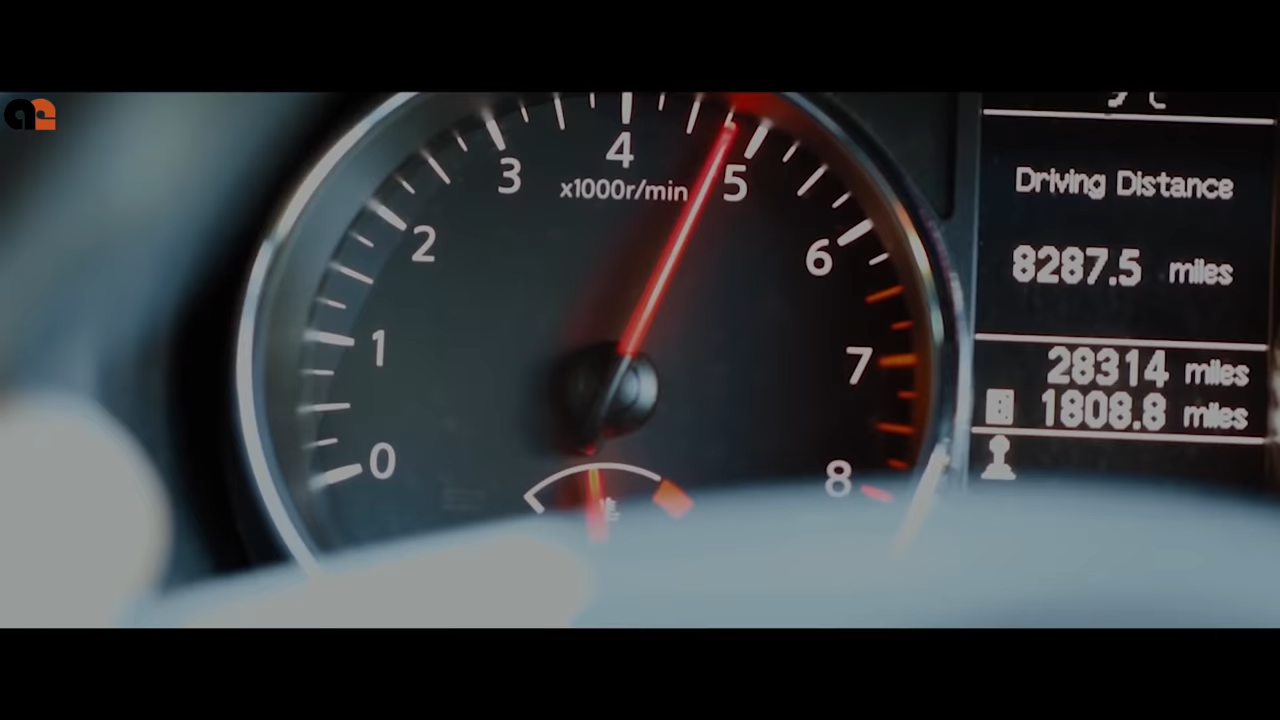 3
4
x1000r/min
5
2
6
1
7
0
8
Driving Distance
8287.5 miles
28314 miles
1808.8 miles